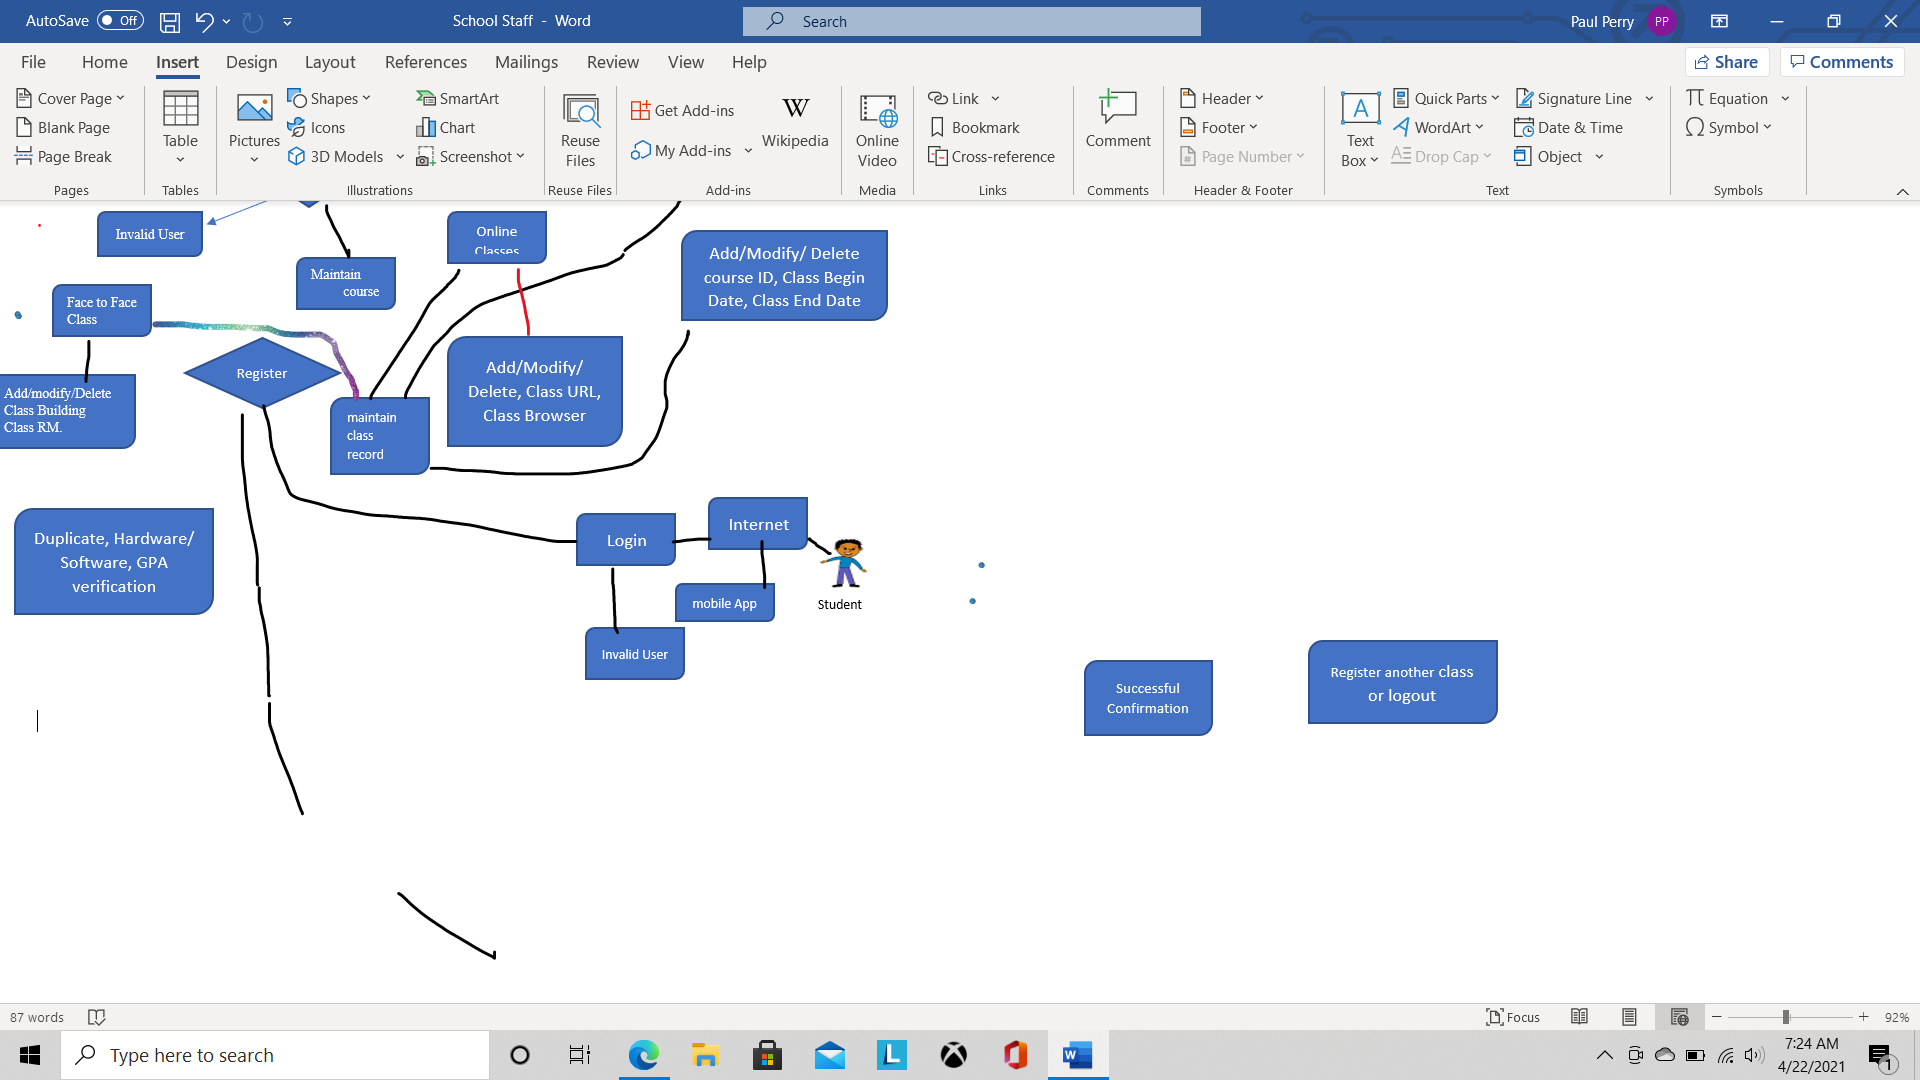 AutoSave Off
School Staff - Word
Search
Paul Perry PP
File Home Insert Design Layout References Mailings Review View Help
Share Comments
Cover Page
Blank Page
Page Break
Pages
Table
Tables
Pictures
Shapes
Icons
3D Models
SmartArt
Chart
Screenshot
Illustrations
Reuse
Files
Reuse Files
Get Add-ins
My Add-ins
W
Wikipedia
Add-ins
Online
Video
Media
Link
Bookmark
Cross-reference
Links
Comment
Comments
Header
Footer
Page Number
Header & Footer
A
Text
Box
Quick Parts
WordArt
Drop Cap
Signature Line
Date & Time
Object
Text
Equation
Symbol
Symbols
Invalid User
Online
Classes
Maintain
course
Add/Modify/ Delete
course ID, Class Begin
Date, Class End Date
Face to Face
Class
Register
Add/Modify/
Delete, Class URL,
Class Browser
Add/modify/Delete
Class Building
Class RM.
maintain
class
record
Duplicate, Hardware/
Software, GPA
verification
Login
Internet
mobile App
Student
Invalid User
Successful
Confirmation
Register another class
or logout
87 words
Focus
92%
Type here to search
L
W
7:24 AM
4/22/2021
1